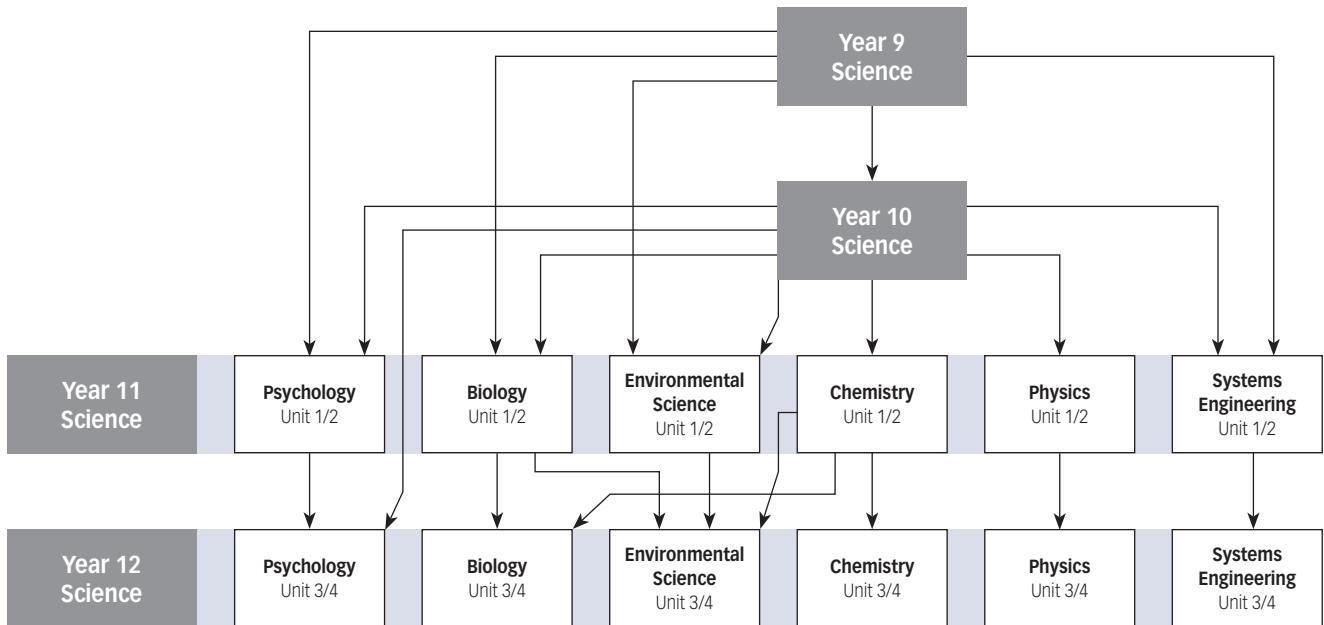 Year 9
Science
Year 10
Science
Year 11
Science
Psychology
Unit 1/2
Biology
Unit 1/2
Environmental
Science
Unit 1/2
Chemistry
Unit 1/2
Physics
Unit 1/2
Systems
Engineering
Unit 1/2
Year 12
Science
Psychology
Unit 3/4
Biology
Unit 3/4
Environmental
Science
Unit 3/4
Chemistry
Unit 3/4
Physics
Unit 3/4
Systems
Engineering
Unit 3/4